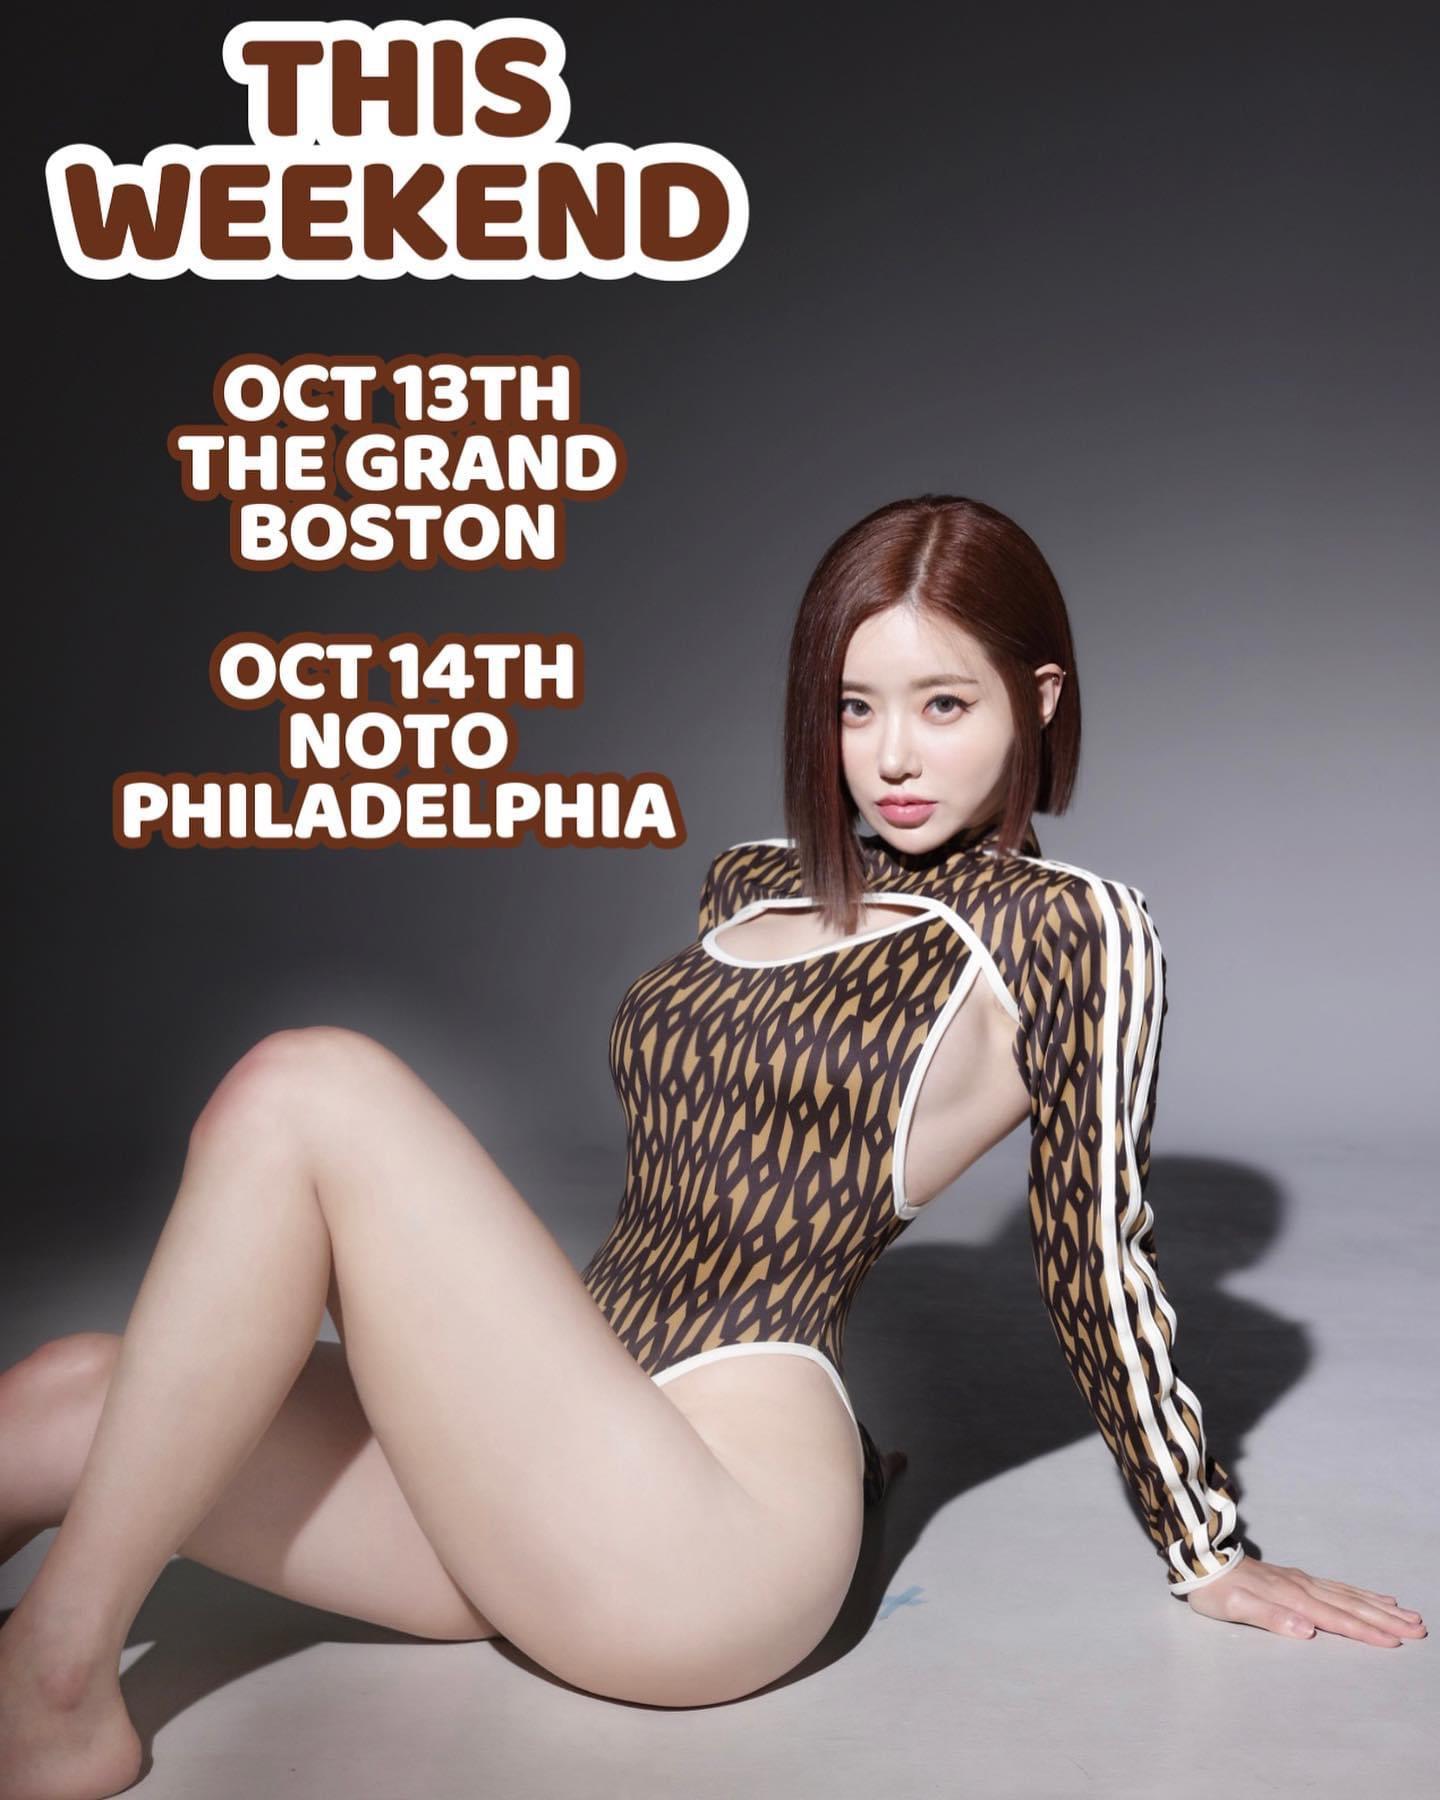 THIS
WEEKEND
OCT 13TH
THE GRAND
BOSTON
OCT 14TH
NOTO
PHILADELPHIA